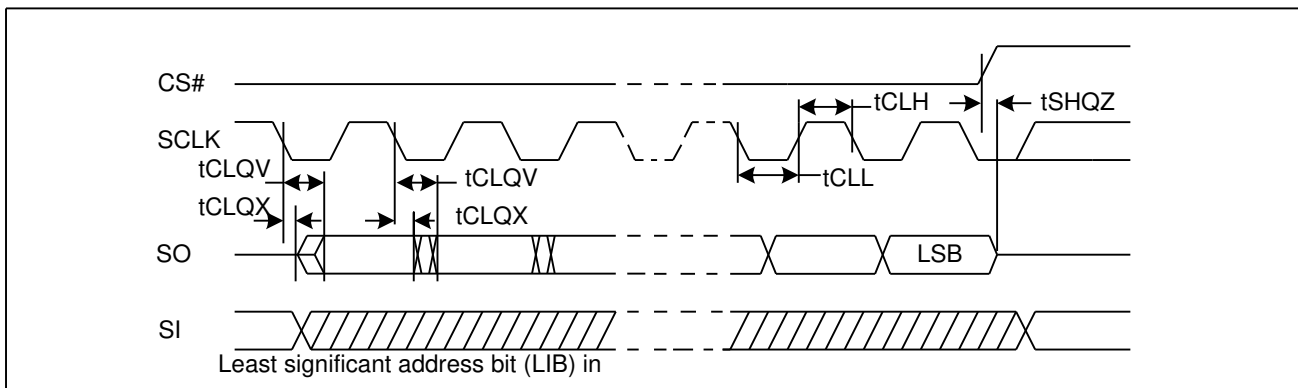 CS#
tCLH
tSHQZ
SCLK
tCLQV
tCLQV
tCLL
tCLQX
tCLQX
SO
LSB
SI
Least significant address bit (LIB) in